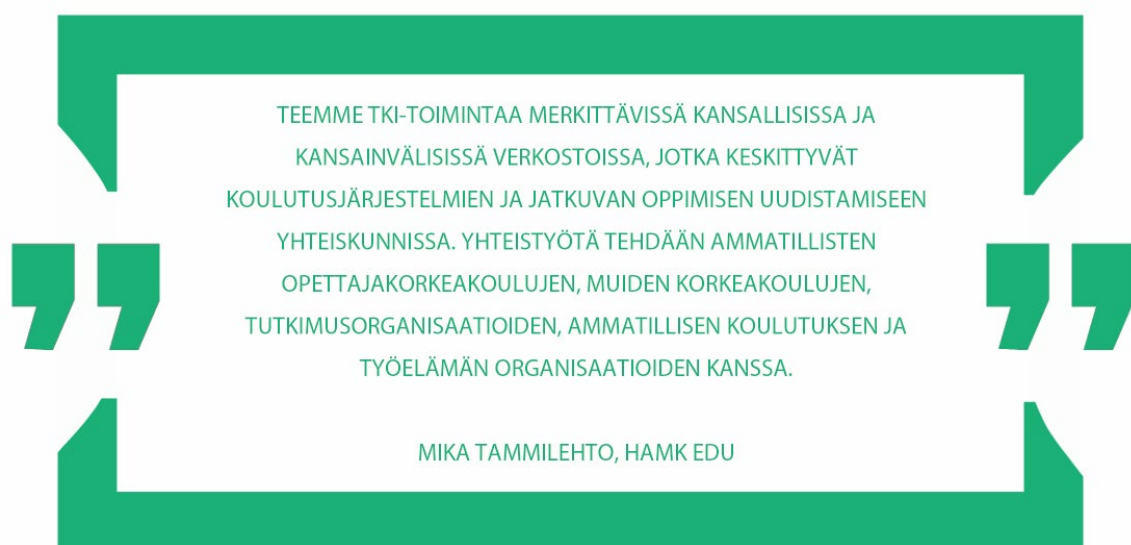 TEEMME TKI-TOIMINTAA MERKITTÄVISSÄ KANSALLISISSA JA
KANSAINVÄLISISSÄ VERKOSTOISSA, JOTKA KESKITTYVÄT
KOULUTUSJÄRJESTELMIEN JA JATKUVAN OPPIMISEN UUDISTAMISEEN
YHTEISKUNNISSA. YHTEISTYÖTÄ TEHDÄÄN AMMATILLISTEN
OPETTAJAKORKEAKOULUJEN, MUIDEN KORKEAKOULUJEN,
TUTKIMUSORGANISAATIOIDEN, AMMATILLISEN KOULUTUKSEN JA
TYÖELÄMÄN ORGANISAATIOIDEN KANSSA.
MIKA TAMMILEHTO, HAMK EDU